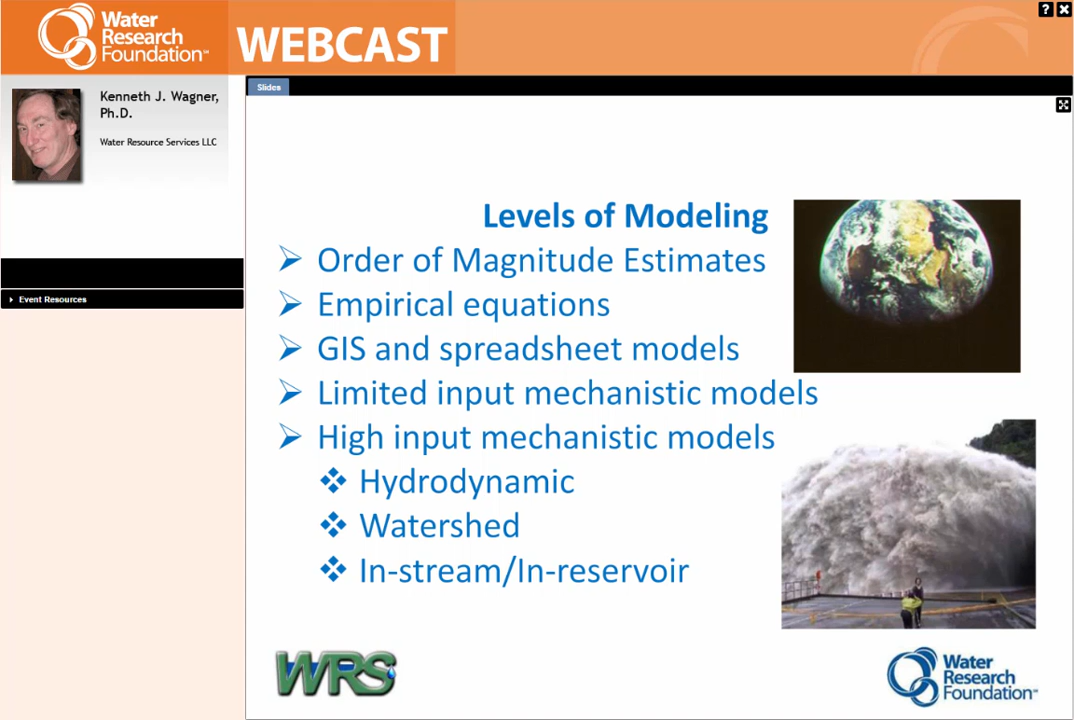 Water
Research
Foundation℠
WEBCAST
?
Kenneth J. Wagner,
Ph.D.
Water Resource Services LLC
Event Resources
Slides
Levels of Modeling
Order of Magnitude Estimates
Empirical equations
GIS and spreadsheet models
Limited input mechanistic models
High input mechanistic models
Hydrodynamic
Watershed
In-stream/In-reservoir
WRS
Water
Research
Foundation℠